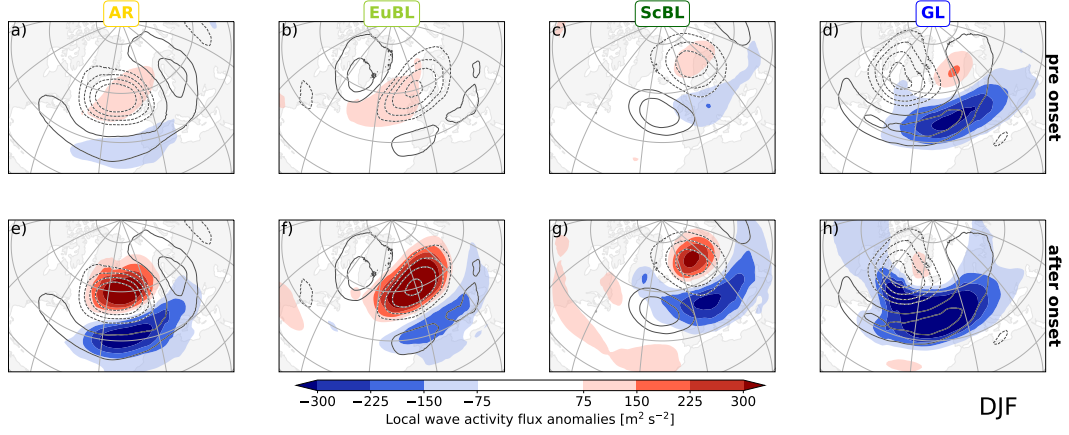 AR
EuBL
ScBL
GL
a)
b)
c)
d)
pre onset
e)
f)
g)
h)
after onset
−300
−225
−150
−75
75
150
225
300
Local wave activity flux anomalies [m² s⁻²]
DJF